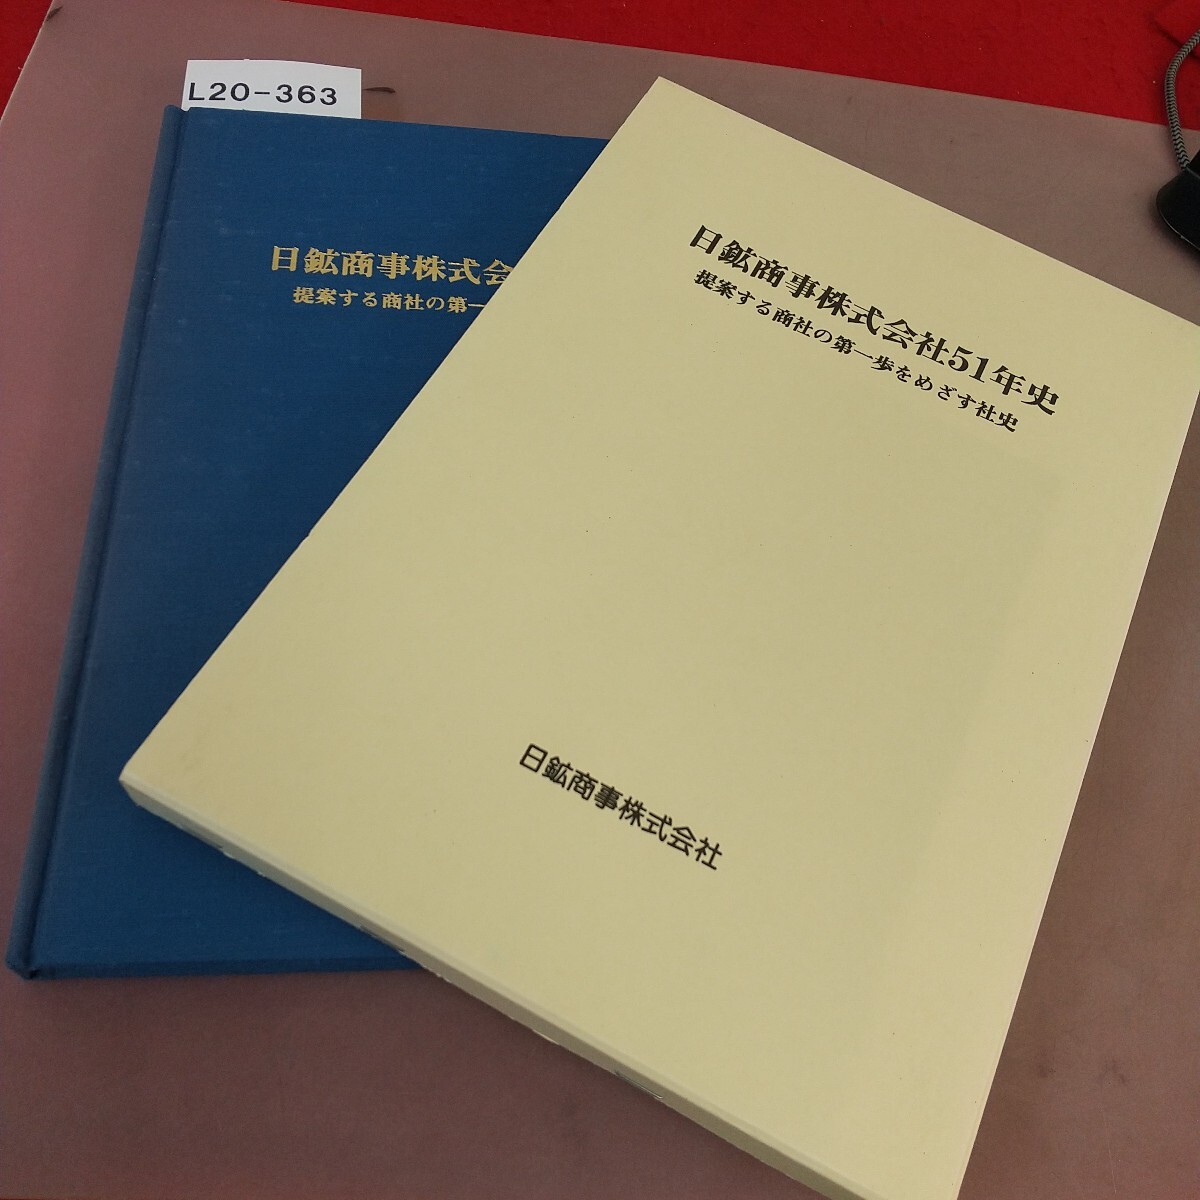 L20-363
日鉱商事株式会
提案する商社の第一
日鉱商事株式会社51年史
提案する商社の第一歩をめざす社史
日鉱商事株式会社